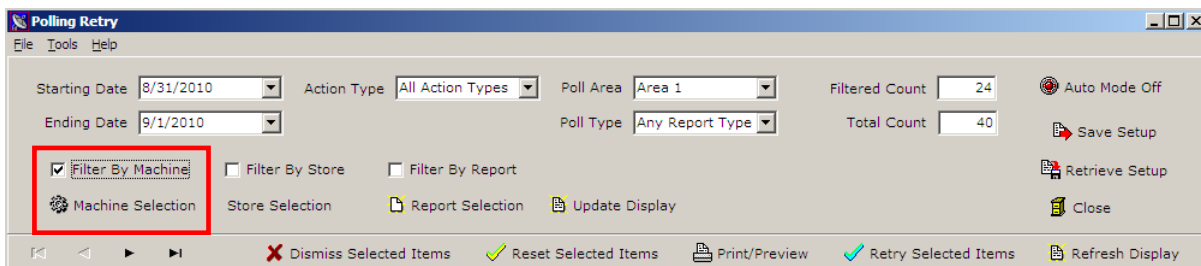 Polling Retry
File Tools Help
Starting Date 8/31/2010 Action Type All Action Types Poll Area Area 1 Filtered Count 24 Auto Mode Off
Ending Date 9/1/2010 Poll Type Any Report Type Total Count 40 Save Setup
Filter By Machine Filter By Store Filter By Report Retrieve Setup
Machine Selection Store Selection Report Selection Update Display Close
Dismiss Selected Items Reset Selected Items Print/Preview Retry Selected Items Refresh Display